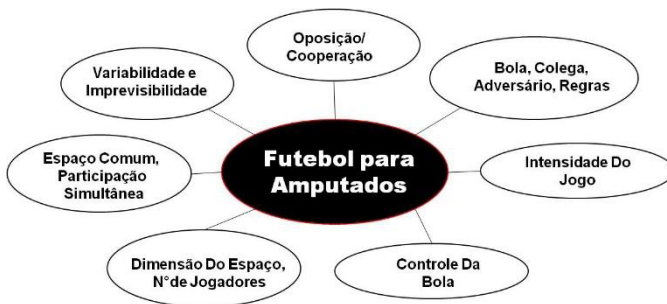 Oposição/
Cooperação
Variabilidade e
Imprevisibilidade
Bola, Colega,
Adversário, Regras
Futebol para
Amputados
Espaço Comum,
Participação
Simultânea
Intensidade Do
Jogo
Dimensão Do Espaço,
N°de Jogadores
Controle Da
Bola